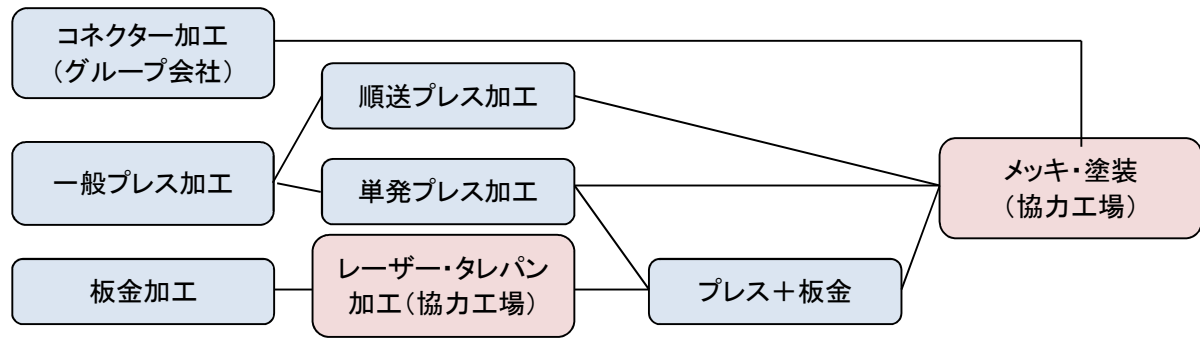 コネクター加工
（グループ会社）
順送プレス加工
一般プレス加工
単発プレス加工
メッキ・塗装
（協力工場）
板金加工
レーザー・タレパン
加工（協力工場）
プレス＋板金